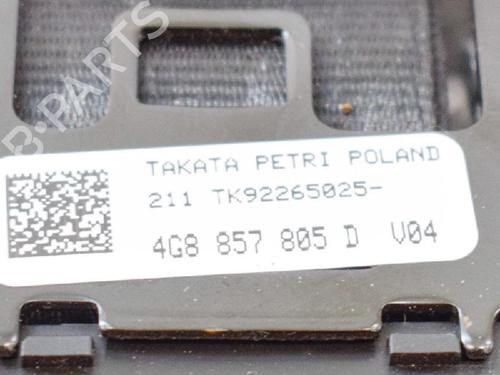 B-PARTS
TAKATA PETRI POLAND
211 TK92265025-
4G8 857 805 D V04